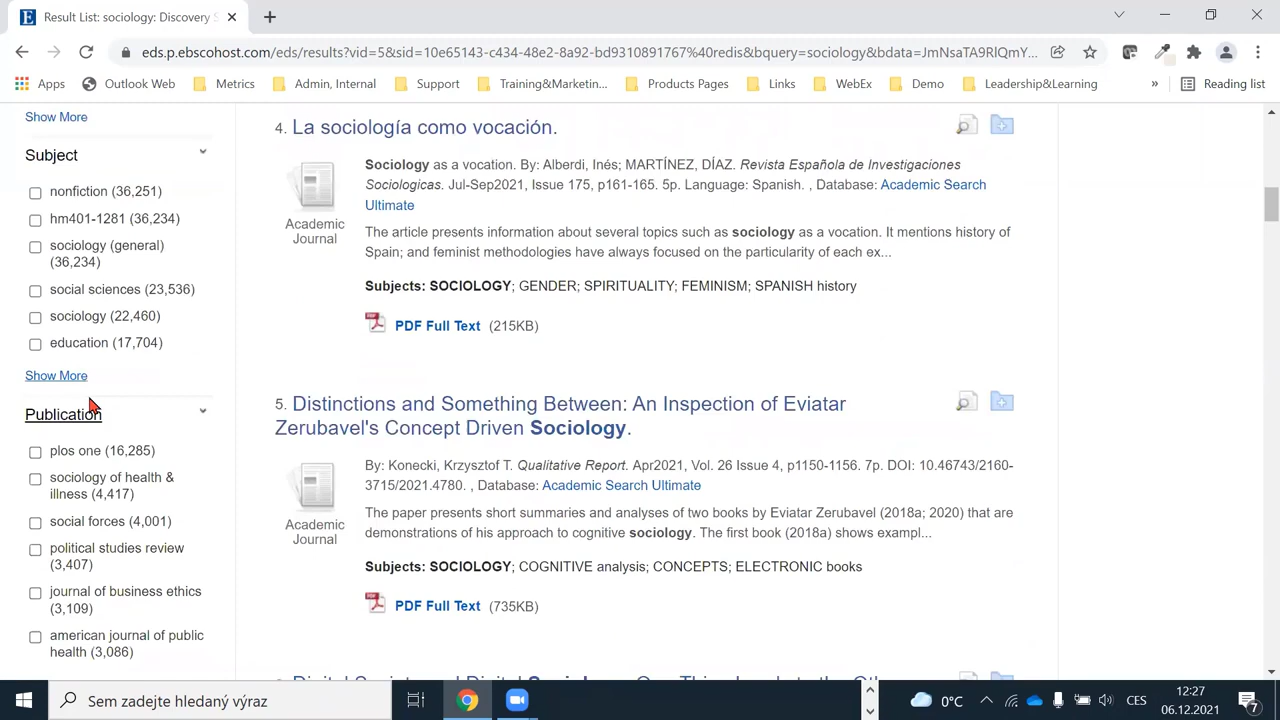 Result List: sociology: Discovery S
eds.p.ebscohost.com/eds/results?vid=5&sid=10e65143-c434-48e2-8a92-bd9310891767%40redis&bquery=sociology&bdata=JmNsaTA9RlQmY...
Apps
Outlook Web
Metrics
Admin, Internal
Support
Training&Marketin...
Products Pages
Links
WebEx
Demo
Leadership&Learning
»
Reading list
Show More
Subject
nonfiction (36,251)
hm401-1281 (36,234)
sociology (general)
(36,234)
social sciences (23,536)
sociology (22,460)
education (17,704)
Show More
Publication
plos one (16,285)
sociology of health &
illness (4,417)
social forces (4,001)
political studies review
(3,407)
journal of business ethics
(3,109)
american journal of public
health (3,086)
4. La sociología como vocación.
Academic
Journal
Sociology as a vocation. By: Alberdi, Inés; MARTÍNEZ, DÍAZ. Revista Española de Investigaciones
Sociologicas. Jul-Sep2021, Issue 175, p161-165. 5p. Language: Spanish. , Database: Academic Search
Ultimate
The article presents information about several topics such as sociology as a vocation. It mentions history of
Spain; and feminist methodologies have always focused on the particularity of each ex...
Subjects: SOCIOLOGY; GENDER; SPIRITUALITY; FEMINISM; SPANISH history
PDF Full Text (215KB)
5. Distinctions and Something Between: An Inspection of Eviatar
Zerubavel's Concept Driven Sociology.
Academic
Journal
By: Konecki, Krzysztof T. Qualitative Report. Apr2021, Vol. 26 Issue 4, p1150-1156. 7p. DOI: 10.46743/2160-
3715/2021.4780. , Database: Academic Search Ultimate
The paper presents short summaries and analyses of two books by Eviatar Zerubavel (2018a; 2020) that are
demonstrations of his approach to cognitive sociology. The first book (2018a) shows exampl...
Subjects: SOCIOLOGY; COGNITIVE analysis; CONCEPTS; ELECTRONIC books
PDF Full Text (735KB)
Sem zadejte hledaný výraz
0°C
CES
12:27
06.12.2021
7